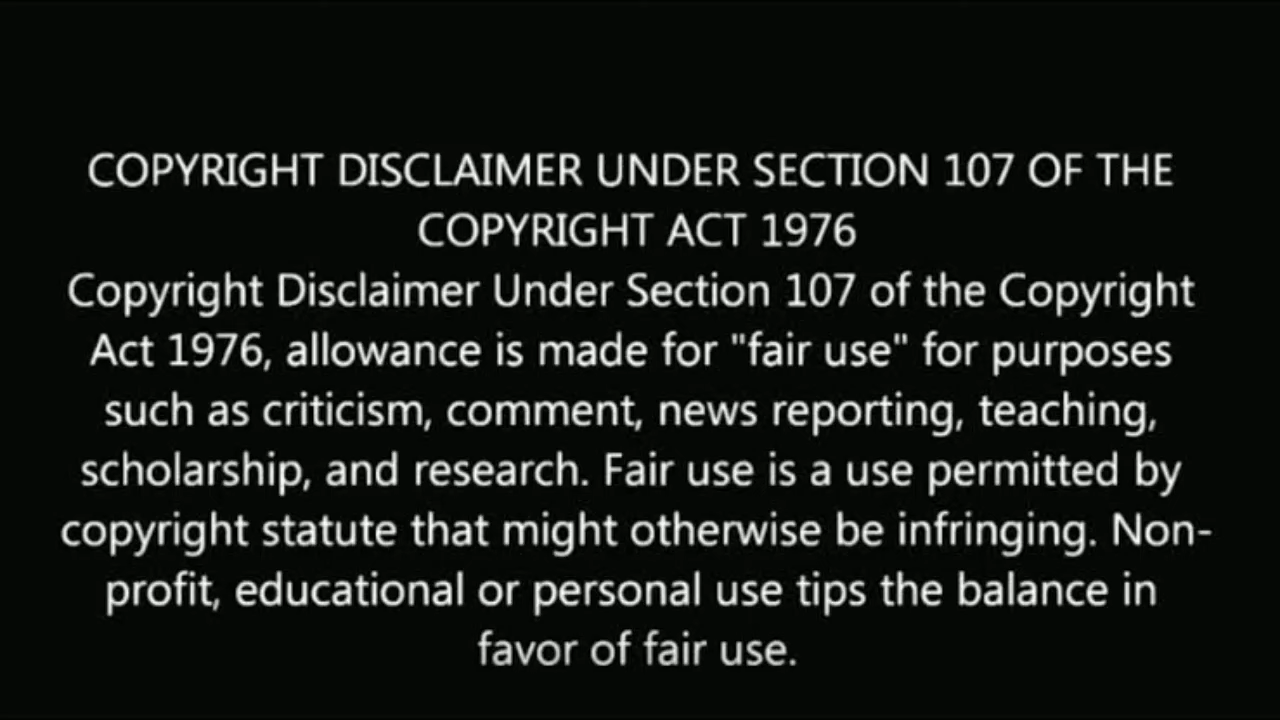 COPYRIGHT DISCLAIMER UNDER SECTION 107 OF THE
COPYRIGHT ACT 1976
Copyright Disclaimer Under Section 107 of the Copyright
Act 1976, allowance is made for "fair use" for purposes
such as criticism, comment, news reporting, teaching,
scholarship, and research. Fair use is a use permitted by
copyright statute that might otherwise be infringing. Non-
profit, educational or personal use tips the balance in
favor of fair use.